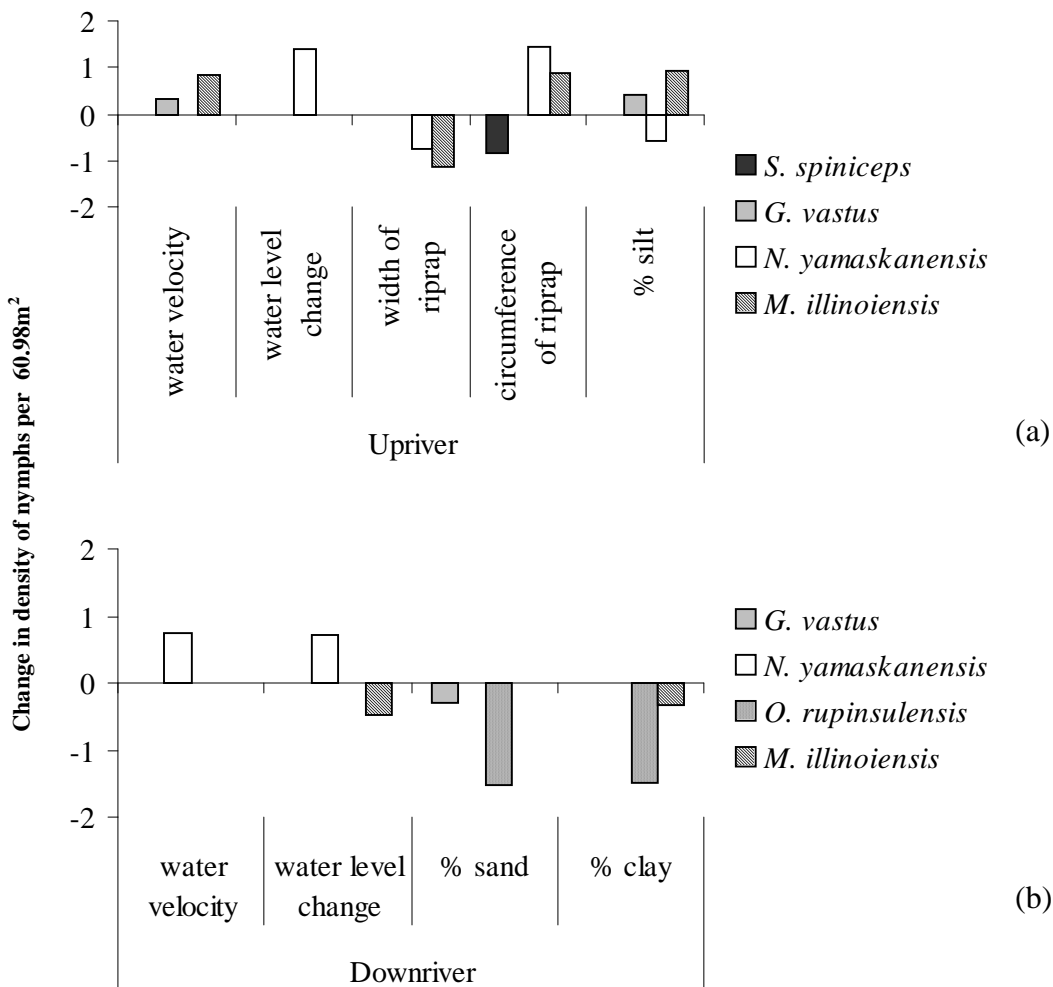 Change in density of nymphs per 60.98m²
2
1
0
-1
-2
water velocity
water level
change
width of
riprap
circumference
of riprap
% silt
Upriver
S. spiniceps
G. vastus
N. yamaskanensis
M. illinoiensis
(a)
2
1
0
-1
-2
water
velocity
water level
change
% sand
% clay
Downriver
G. vastus
N. yamaskanensis
O. rupinsulensis
M. illinoiensis
(b)